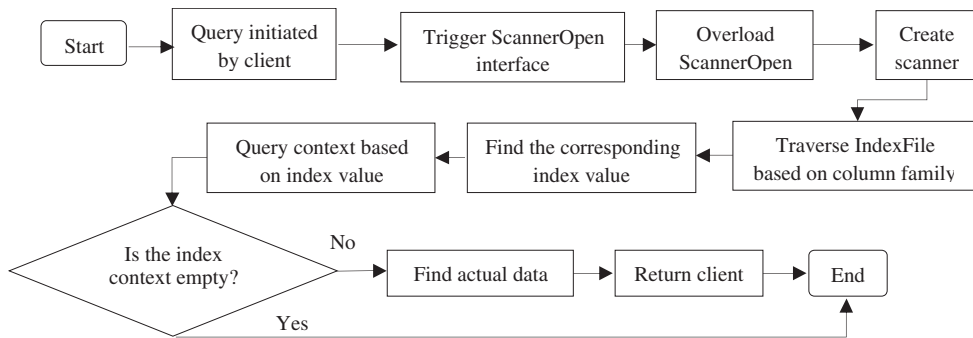 Start
Query initiated
by client
Trigger ScannerOpen
interface
Overload
ScannerOpen
Create
scanner
Traverse IndexFile
based on column family
Find the corresponding
index value
Query context based
on index value
Is the index
context empty?
No
Find actual data
Return client
End
Yes